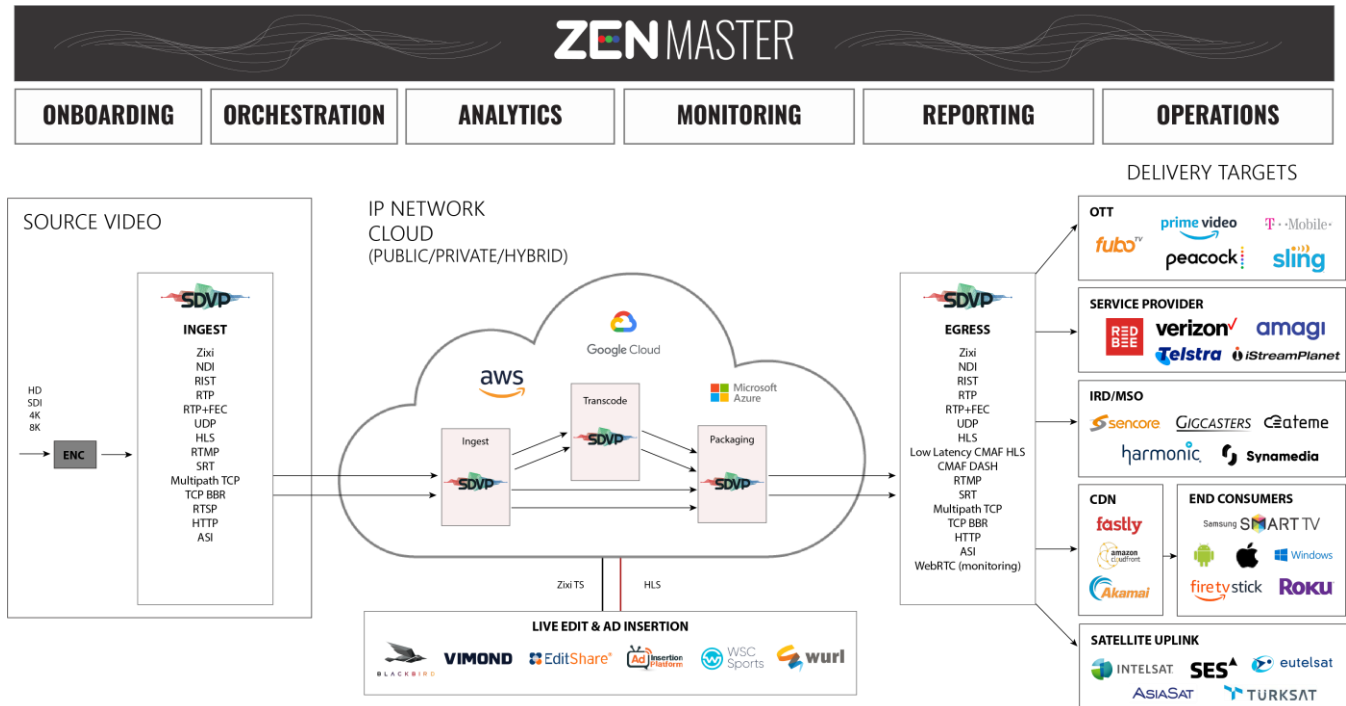 ZEN MASTER
ONBOARDING
ORCHESTRATION
ANALYTICS
MONITORING
REPORTING
OPERATIONS
SOURCE VIDEO
HD
SDI
4K
8K
ENC
SDVP
INGEST
Zixi
NDI
RIST
RTP
RTP+FEC
UDP
HLS
RTMP
SRT
Multipath TCP
TCP BBR
RTSP
HTTP
ASI
IP NETWORK
CLOUD
(PUBLIC/PRIVATE/HYBRID)
Google Cloud
aws
Microsoft
Azure
Ingest
SDVP
Transcode
SDVP
Packaging
SDVP
Zixi TS
HLS
LIVE EDIT & AD INSERTION
BLACKBIRD
VIMOND
EditShare®
Ad Insertion
Platform
WSC
Sports
wurl
SDVP
EGRESS
Zixi
NDI
RIST
RTP
RTP+FEC
UDP
HLS
Low Latency CMAF HLS
CMAF DASH
RTMP
SRT
Multipath TCP
TCP BBR
HTTP
ASI
WebRTC (monitoring)
DELIVERY TARGETS
OTT
fubo TV
prime video
T··Mobile·
peacock
sling
SERVICE PROVIDER
RED
BEE
verizon✓
amagi
Telstra
iStreamPlanet
IRD/MSO
sencore
GIGCASTERS
ateme
harmonic
Synamedia
CDN
fastly
amazon
cloudfront
Akamai
END CONSUMERS
Samsung SMART TV
Windows
fire tv stick
ROKU
SATELLITE UPLINK
INTELSAT
SES
eutelsat
ASIASAT
TÜRKSAT